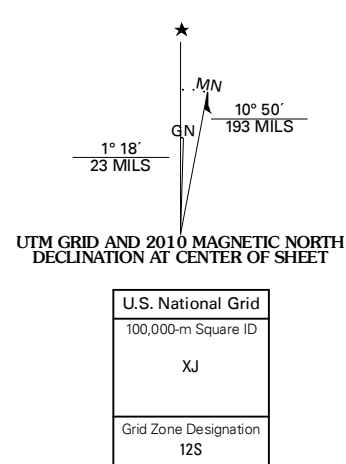 MN
GN
10° 50´
193 MILS
1° 18´
23 MILS
UTM GRID AND 2010 MAGNETIC NORTH
DECLINATION AT CENTER OF SHEET
U.S. National Grid
100,000-m Square ID
XJ
Grid Zone Designation
12S